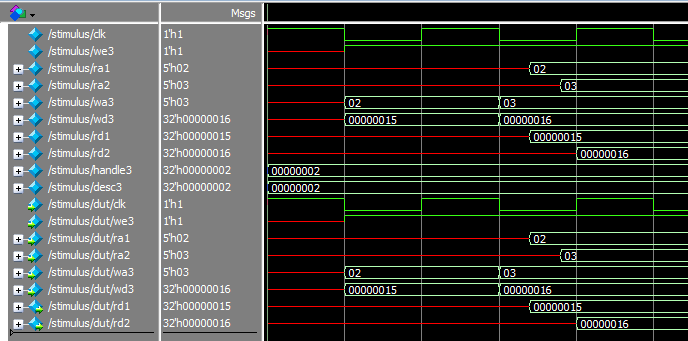 Msgs
/stimulus/clk 1'h1
/stimulus/we3 1'h1
/stimulus/ra1 5'h02 02
/stimulus/ra2 5'h03 03
/stimulus/wa3 5'h03 02 03
/stimulus/wd3 32'h00000016 00000015 00000016
/stimulus/rd1 32'h00000015 00000015
/stimulus/rd2 32'h00000016 00000016
/stimulus/handle3 32'h00000002 00000002
/stimulus/desc3 32'h00000002 00000002
/stimulus/dut/clk 1'h1
/stimulus/dut/we3 1'h1
/stimulus/dut/ra1 5'h02 02
/stimulus/dut/ra2 5'h03 03
/stimulus/dut/wa3 5'h03 02 03
/stimulus/dut/wd3 32'h00000016 00000015 00000016
/stimulus/dut/rd1 32'h00000015 00000015
/stimulus/dut/rd2 32'h00000016 00000016